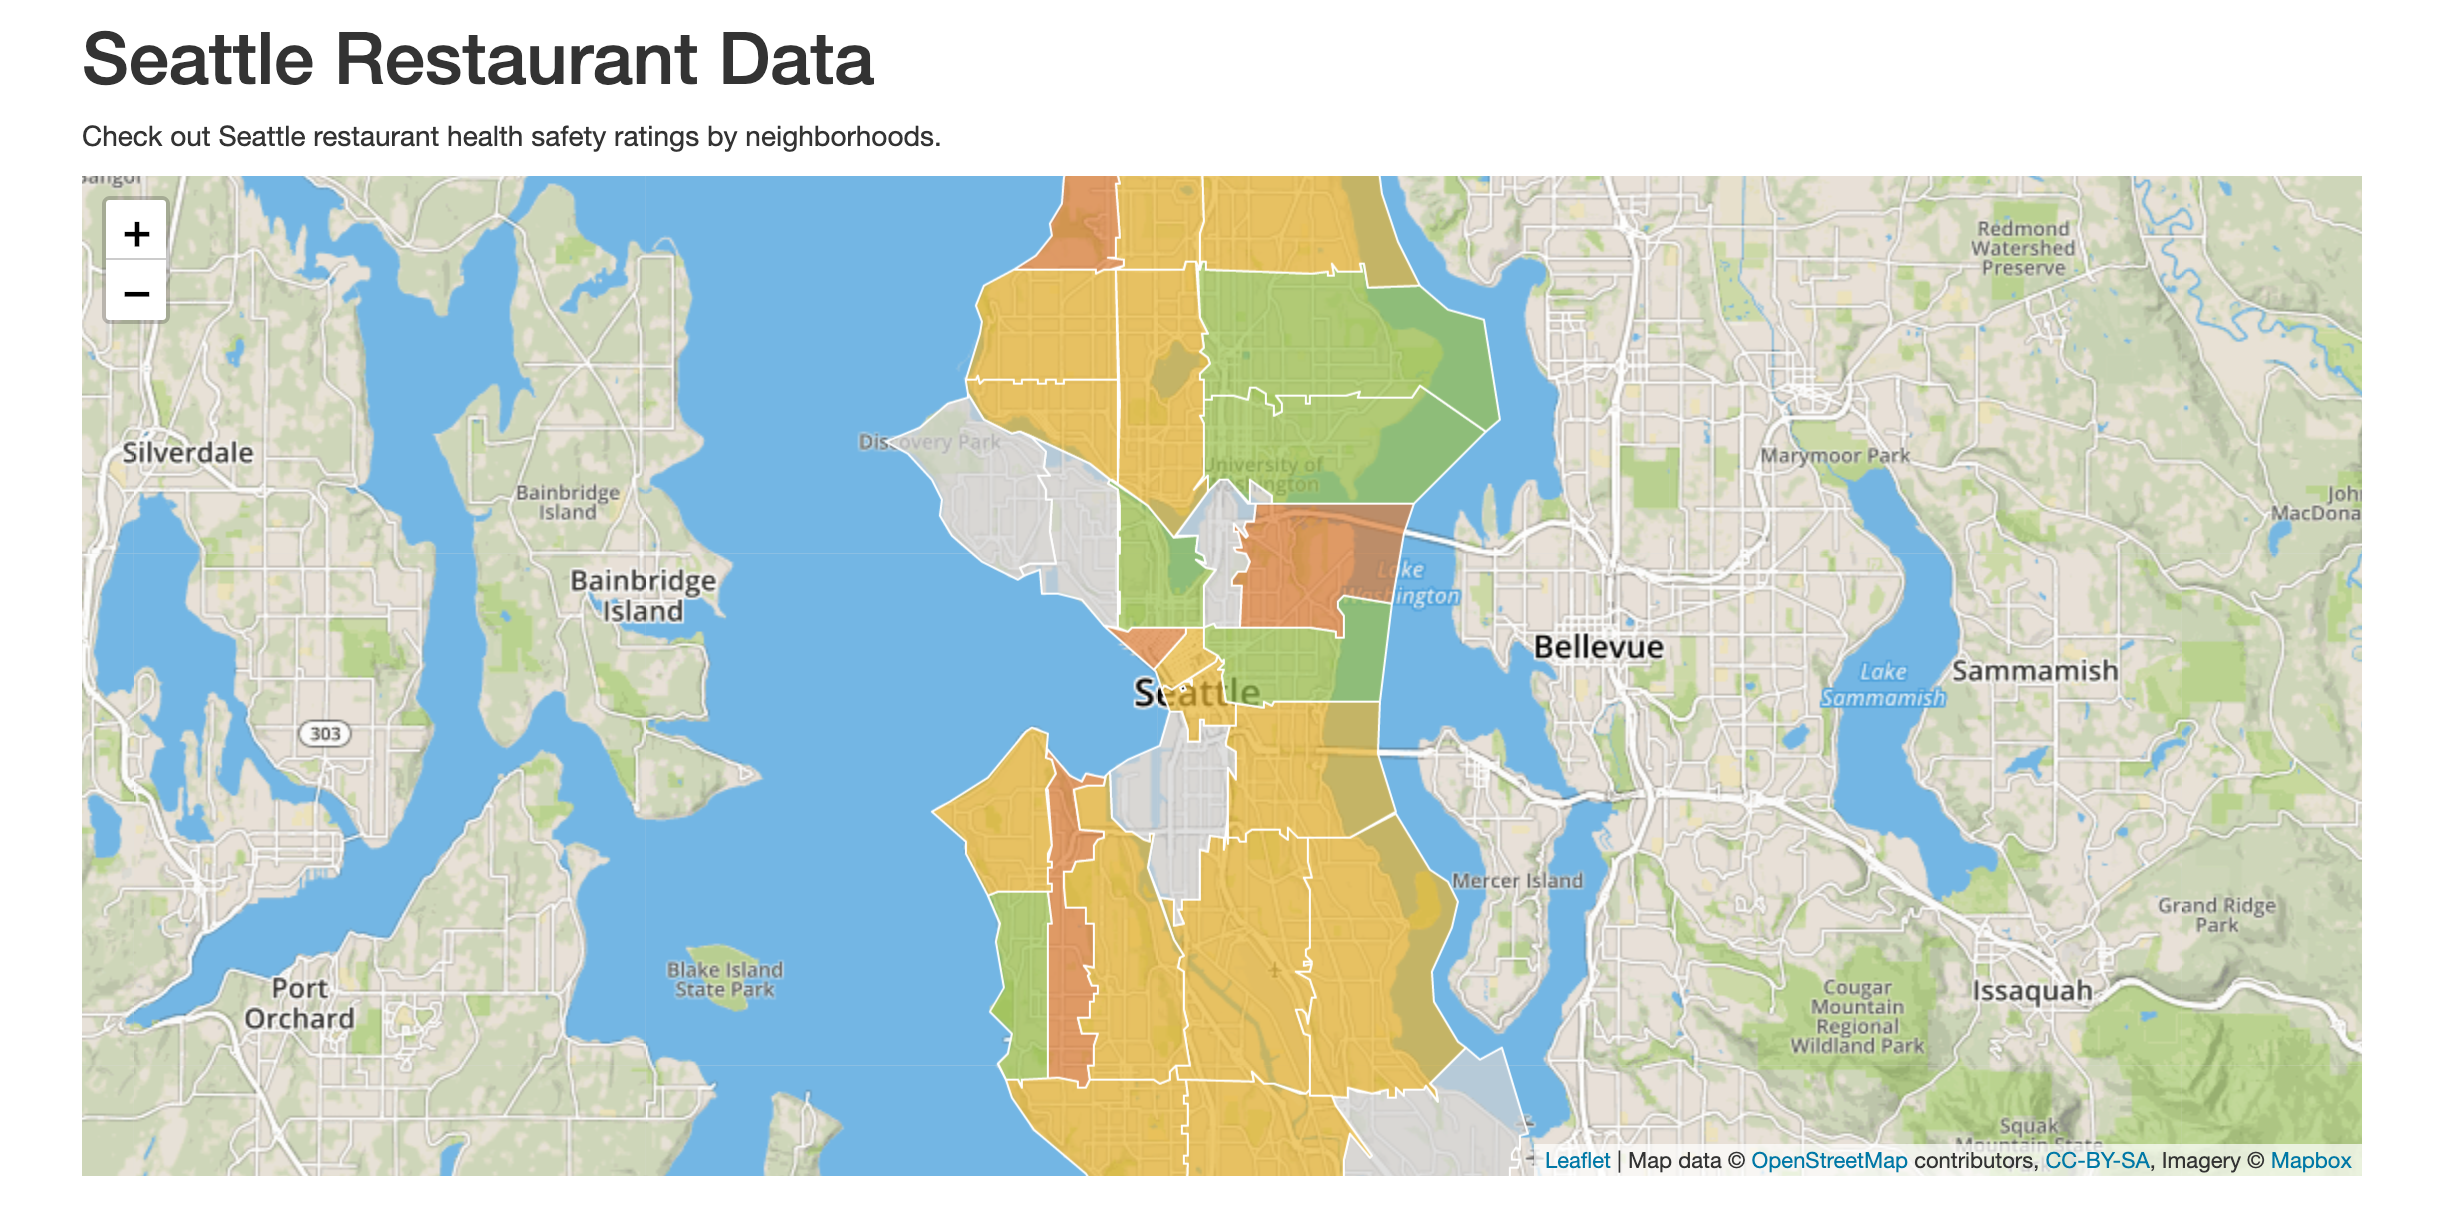 Seattle Restaurant Data
Check out Seattle restaurant health safety ratings by neighborhoods.
+
−
Redmond
Watershed
Preserve
Discovery Park
Silverdale
University of
Marymoor Park
Bainbridge
Island
Bainbridge
Island
Lake
Washington
Bellevue
Lake
Sammamish
Sammamish
Seattle
303
Mercer Island
Grand Ridge
Park
Blake Island
State Park
Port
Orchard
Cougar
Mountain
Regional
Wildland Park
Issaquah
Squak
Mountain State
Leaflet | Map data © OpenStreetMap contributors, CC-BY-SA, Imagery © Mapbox